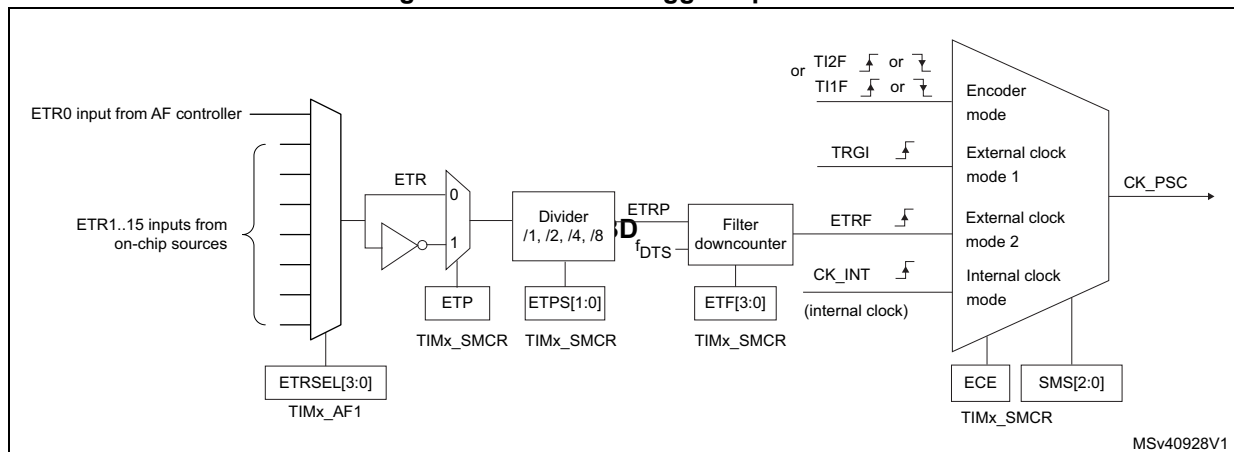 or TI2F or
TI1F or
Encoder
mode
ETR0 input from AF controller
TRGI
External clock
mode 1
CK_PSC
ETR
0
1
ETR1..15 inputs from
on-chip sources
Divider
/1, /2, /4, /8
ETRP
BD
fDTS
Filter
downcounter
ETRF
External clock
mode 2
CK_INT
(internal clock)
Internal clock
mode
ETP
TIMx_SMCR
ETPS[1:0]
TIMx_SMCR
ETF[3:0]
TIMx_SMCR
ETRSEL[3:0]
TIMx_AF1
ECE
SMS[2:0]
TIMx_SMCR
MSv40928V1